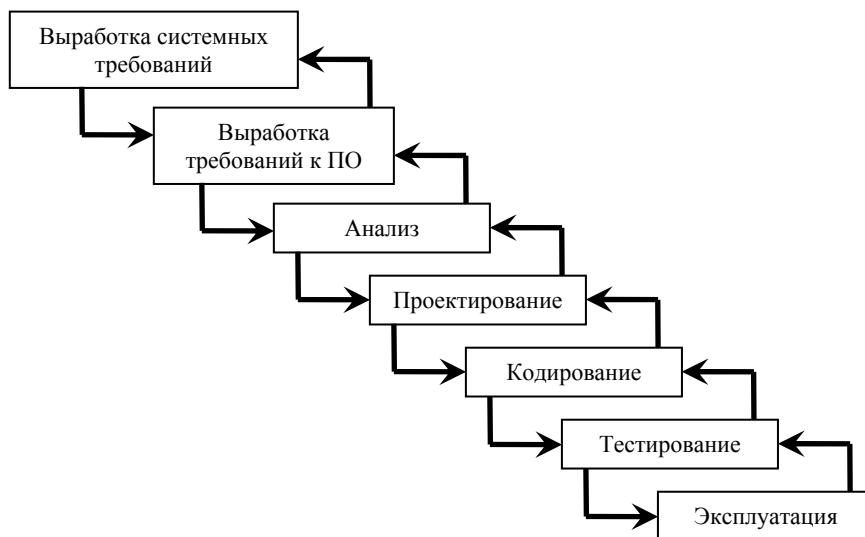 Выработка системных
требований
Выработка
требований к ПО
Анализ
Проектирование
Кодирование
Тестирование
Эксплуатация